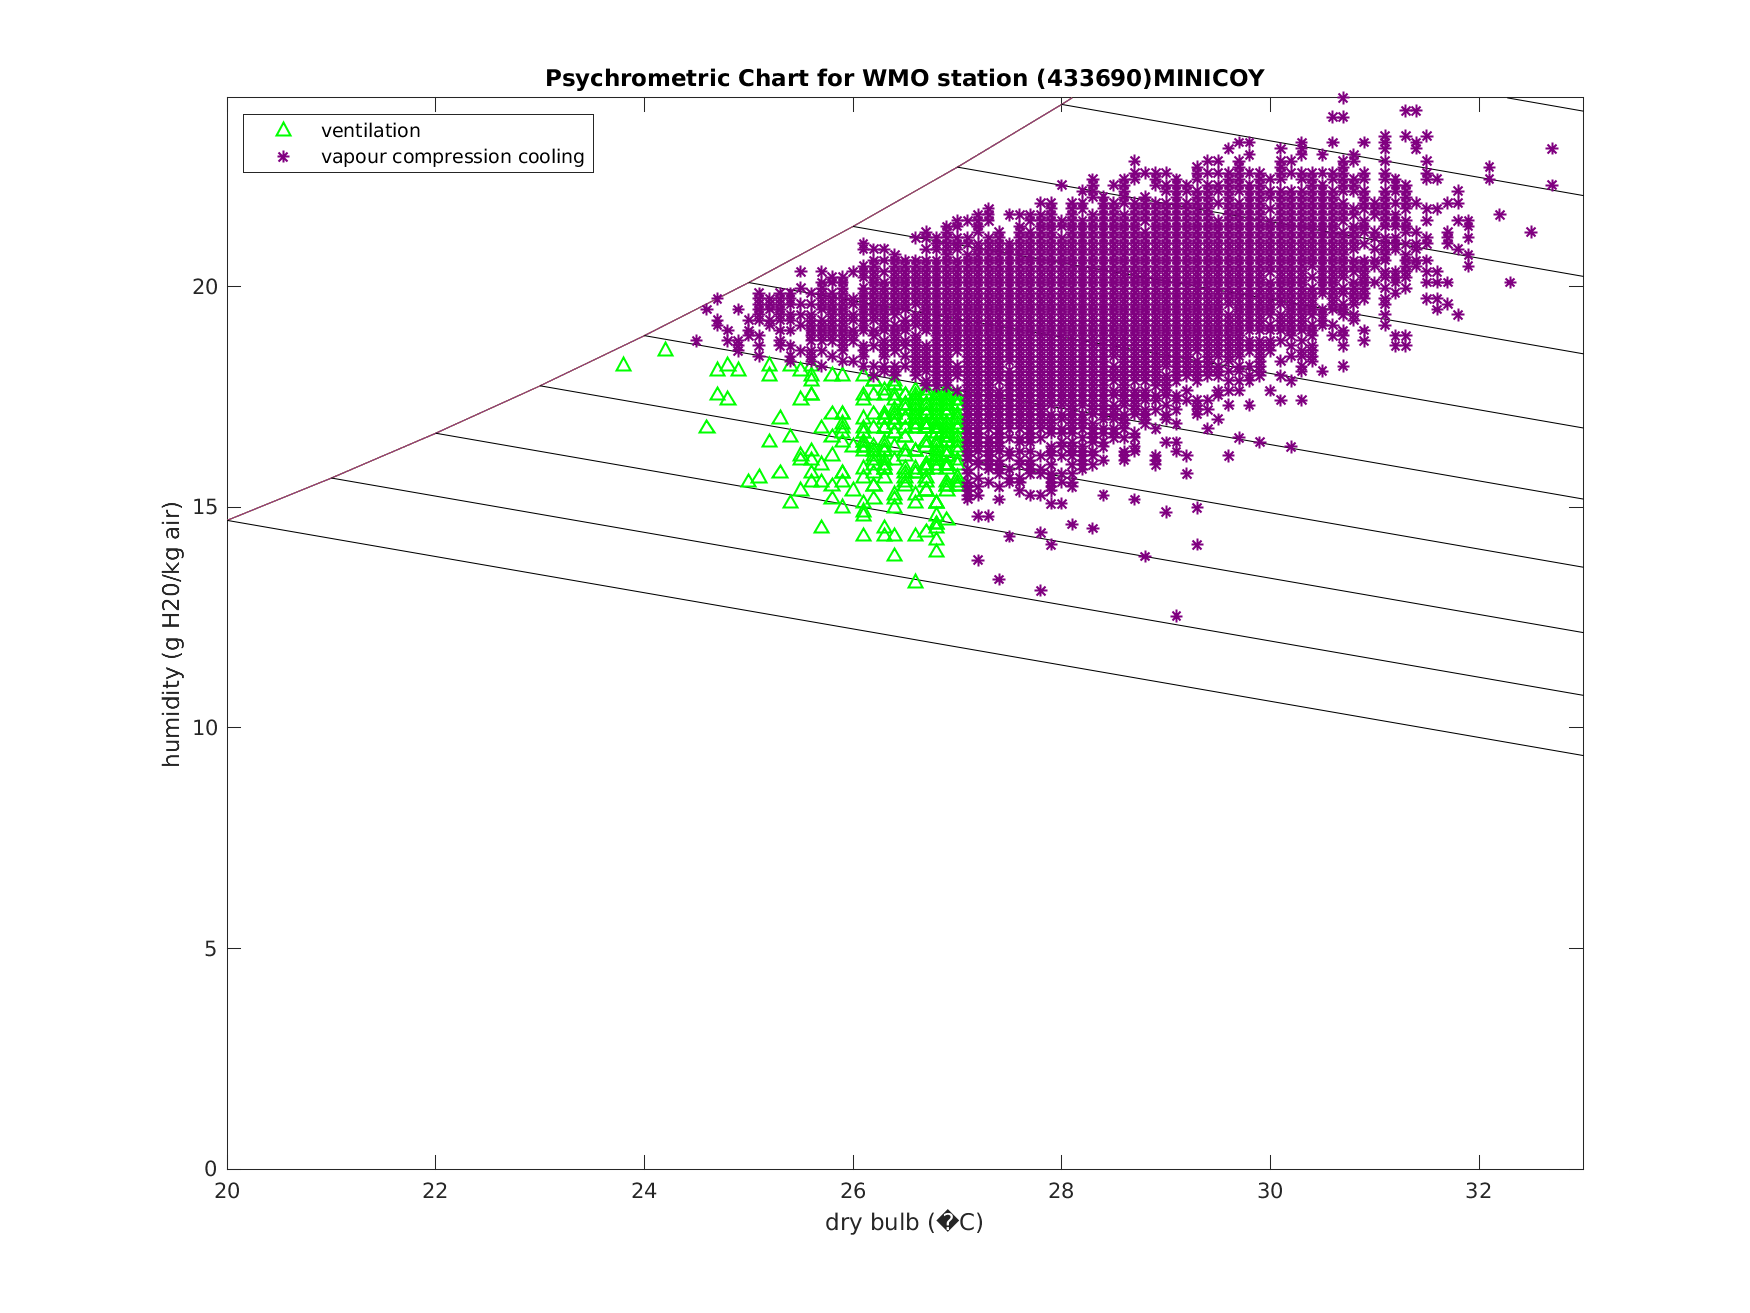 Psychrometric Chart for WMO station (433690)MINICOY
ventilation
vapour compression cooling
humidity (g H20/kg air)
20
15
10
5
0
20 22 24 26 28 30 32
dry bulb (�C)